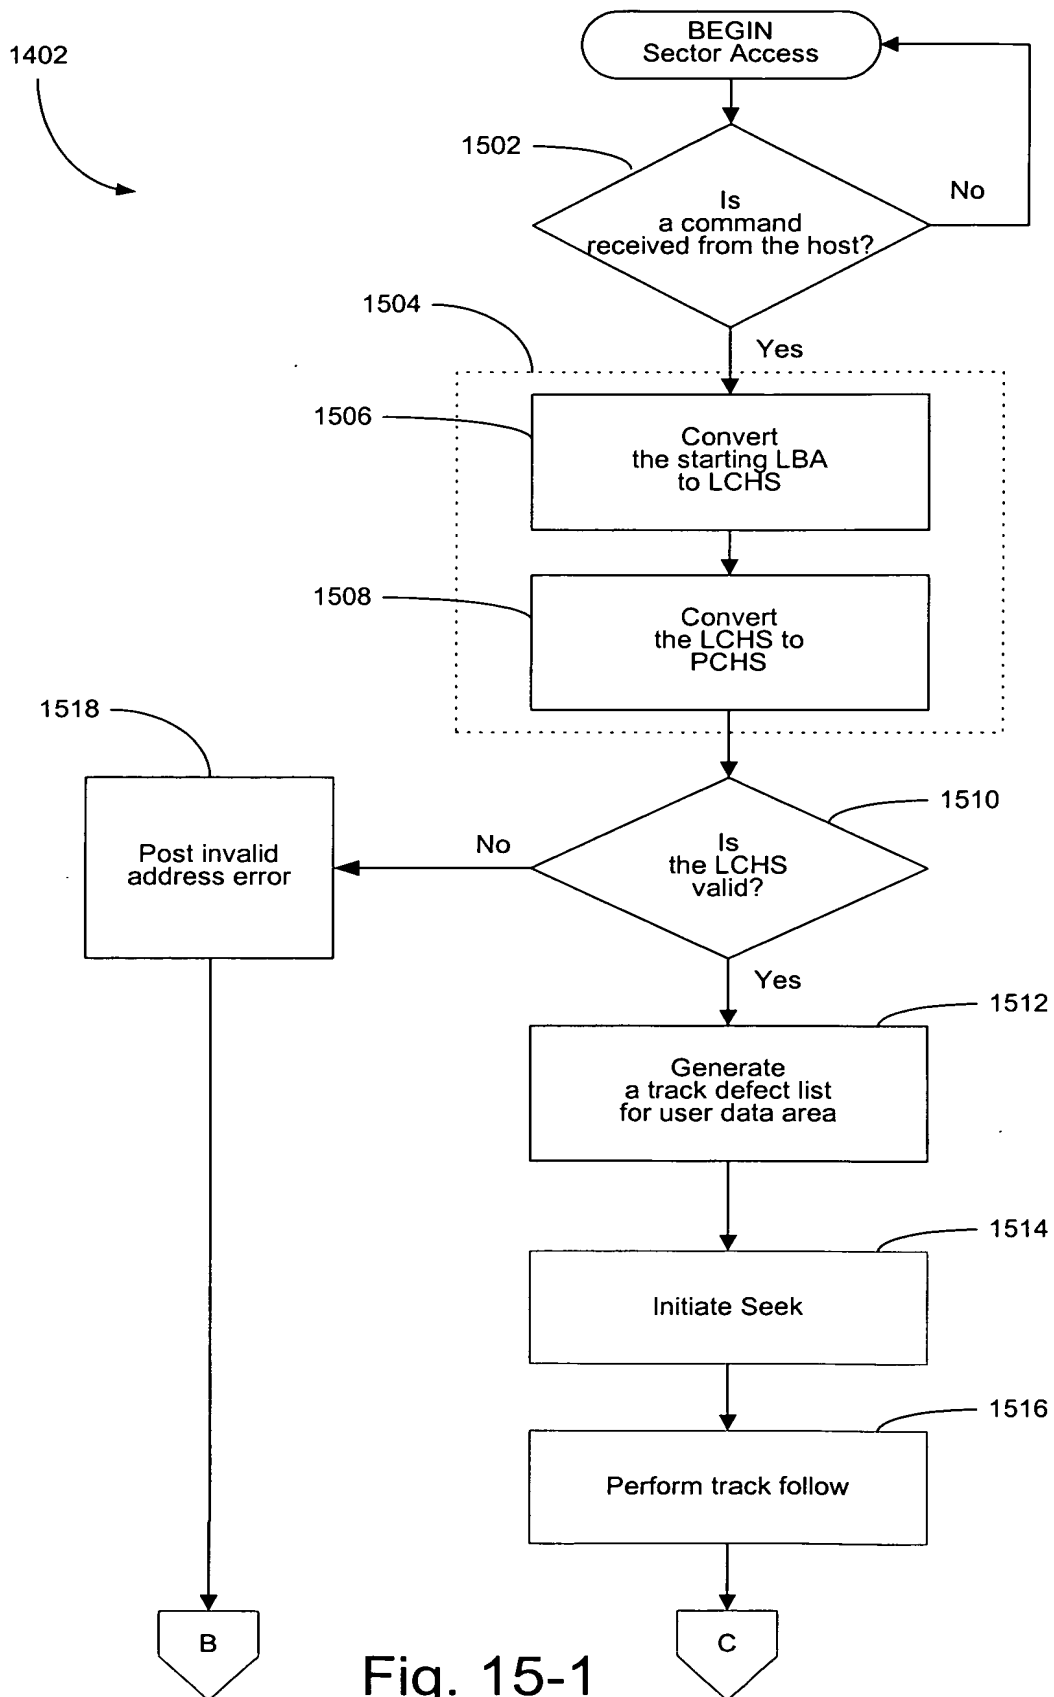 BEGIN
Sector Access
1402
1502
Is
a command
received from the host?
No
1504
Yes
1506
Convert
the starting LBA
to LCHS
1508
Convert
the LCHS to
PCHS
1518
1510
Post invalid
address error
No
Is
the LCHS
valid?
Yes
1512
Generate
a track defect list
for user data area
1514
Initiate Seek
1516
Perform track follow
B
C
Fig. 15-1